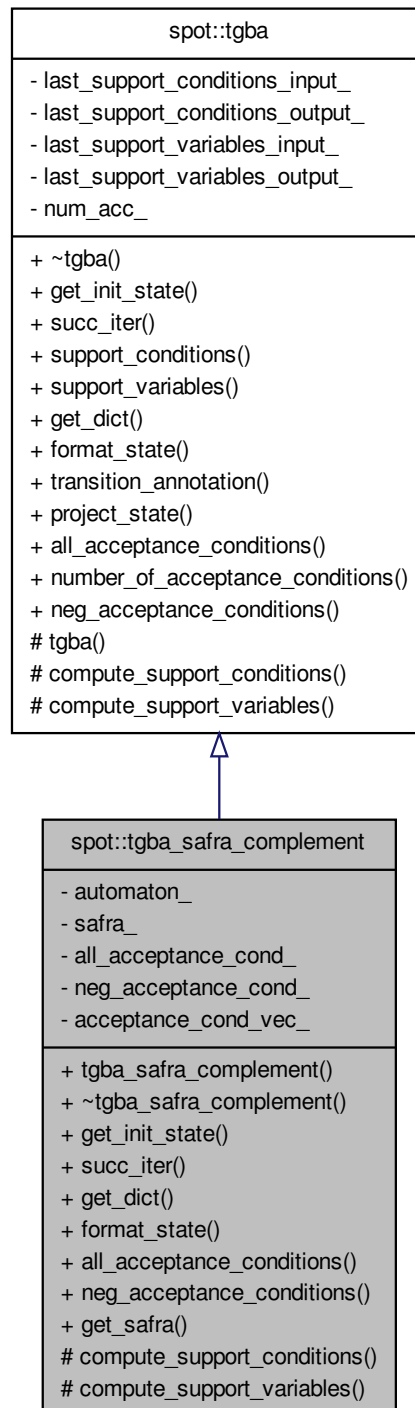 spot::tgba
- last_support_conditions_input_
- last_support_conditions_output_
- last_support_variables_input_
- last_support_variables_output_
- num_acc_
+ ~tgba()
+ get_init_state()
+ succ_iter()
+ support_conditions()
+ support_variables()
+ get_dict()
+ format_state()
+ transition_annotation()
+ project_state()
+ all_acceptance_conditions()
+ number_of_acceptance_conditions()
+ neg_acceptance_conditions()
# tgba()
# compute_support_conditions()
# compute_support_variables()
spot::tgba_safra_complement
- automaton_
- safra_
- all_acceptance_cond_
- neg_acceptance_cond_
- acceptance_cond_vec_
+ tgba_safra_complement()
+ ~tgba_safra_complement()
+ get_init_state()
+ succ_iter()
+ get_dict()
+ format_state()
+ all_acceptance_conditions()
+ neg_acceptance_conditions()
+ get_safra()
# compute_support_conditions()
# compute_support_variables()